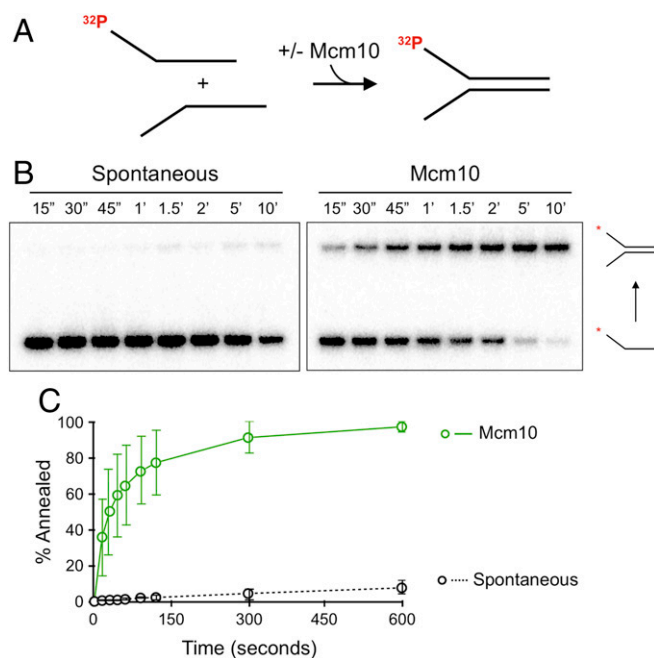 A
³²P
+
+/- Mcm10
³²P
B
Spontaneous
Mcm10
15" 30" 45" 1' 1.5' 2' 5' 10'
15" 30" 45" 1' 1.5' 2' 5' 10'
*
*
C
% Annealed
100
80
60
40
20
0
0 150 300 450 600
Time (seconds)
Mcm10
Spontaneous